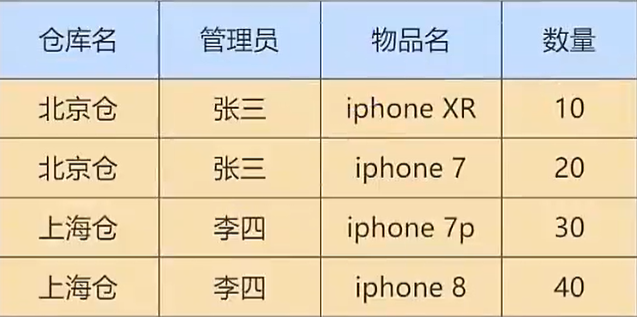 仓库名 管理员 物品名 数量
北京仓 张三 iphone XR 10
北京仓 张三 iphone 7 20
上海仓 李四 iphone 7p 30
上海仓 李四 iphone 8 40